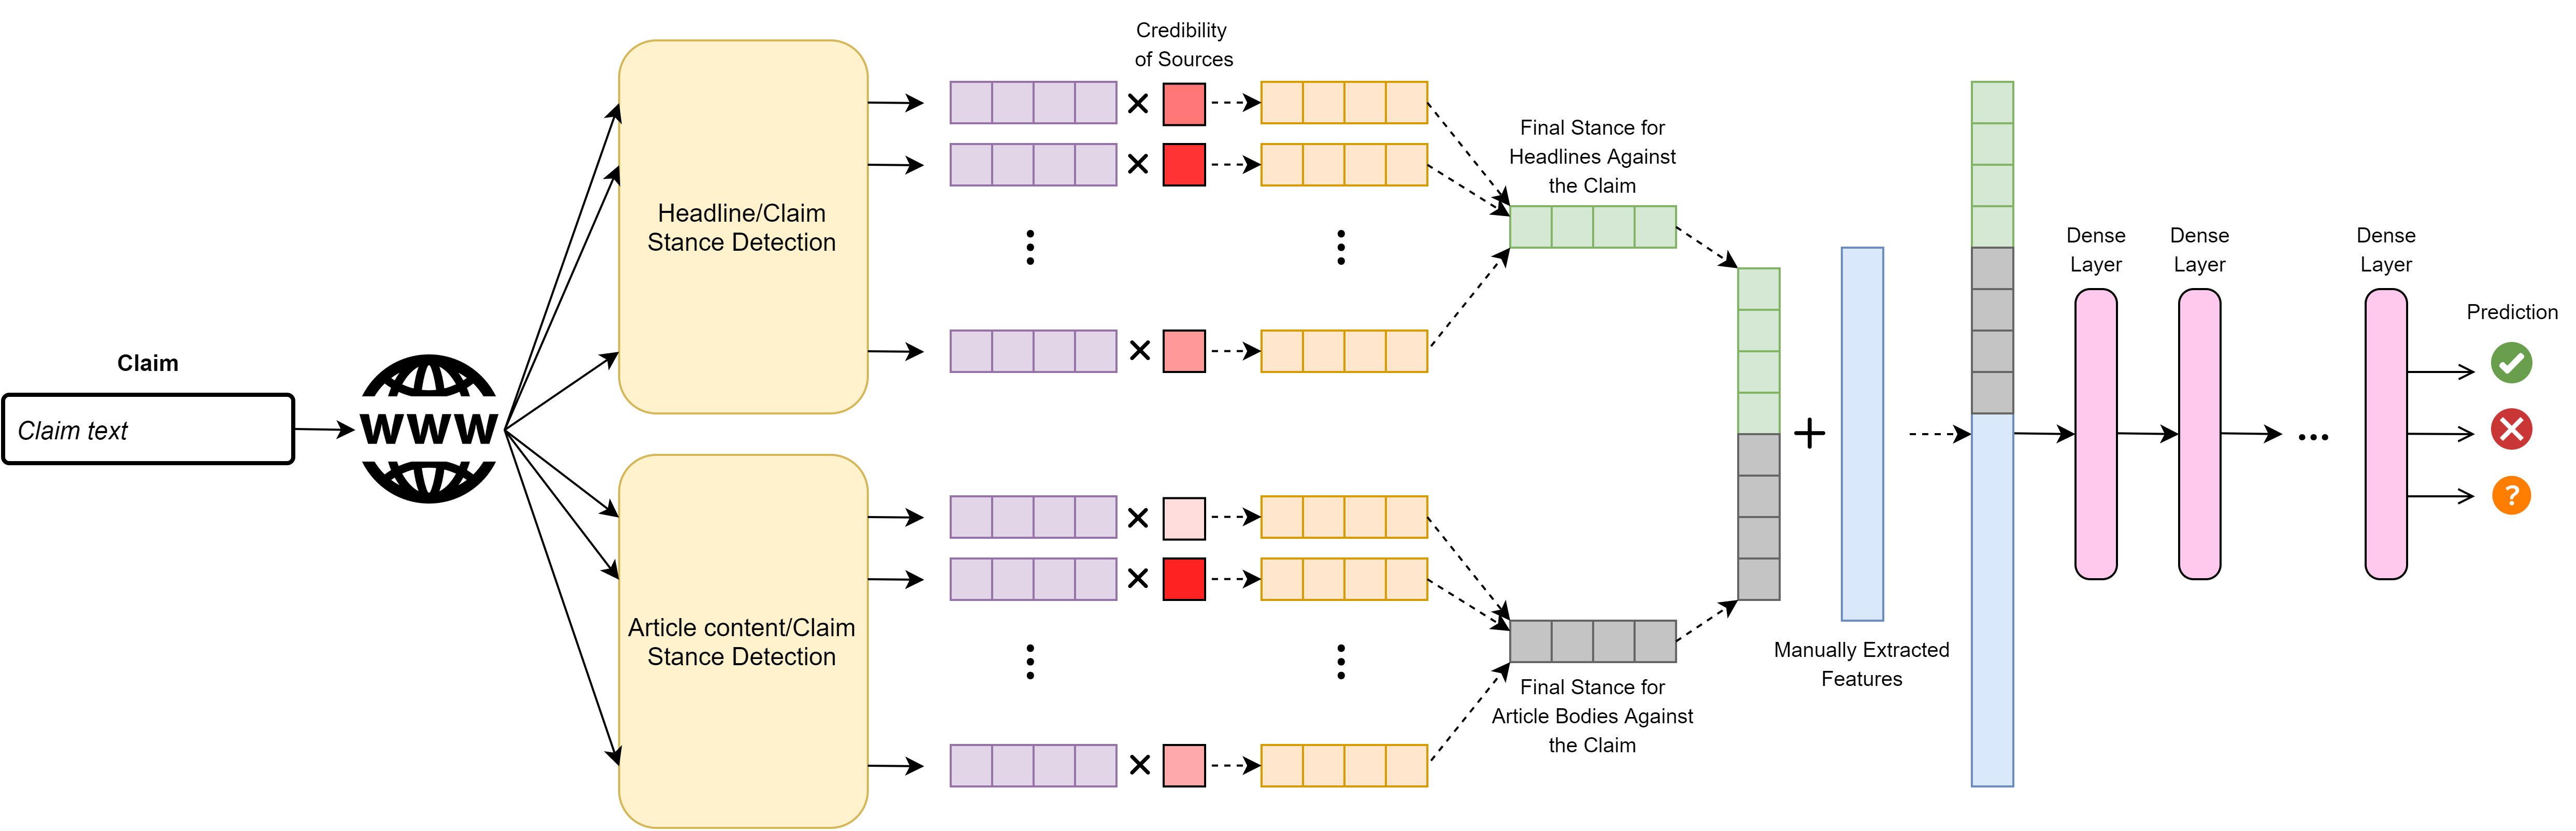 Claim
Claim text
WWW
Headline/Claim
Stance Detection
Article content/Claim
Stance Detection
Credibility
of Sources
Final Stance for
Headlines Against
the Claim
Final Stance for
Article Bodies Against
the Claim
Manually Extracted
Features
Dense
Layer
Dense
Layer
...
Dense
Layer
Prediction
?